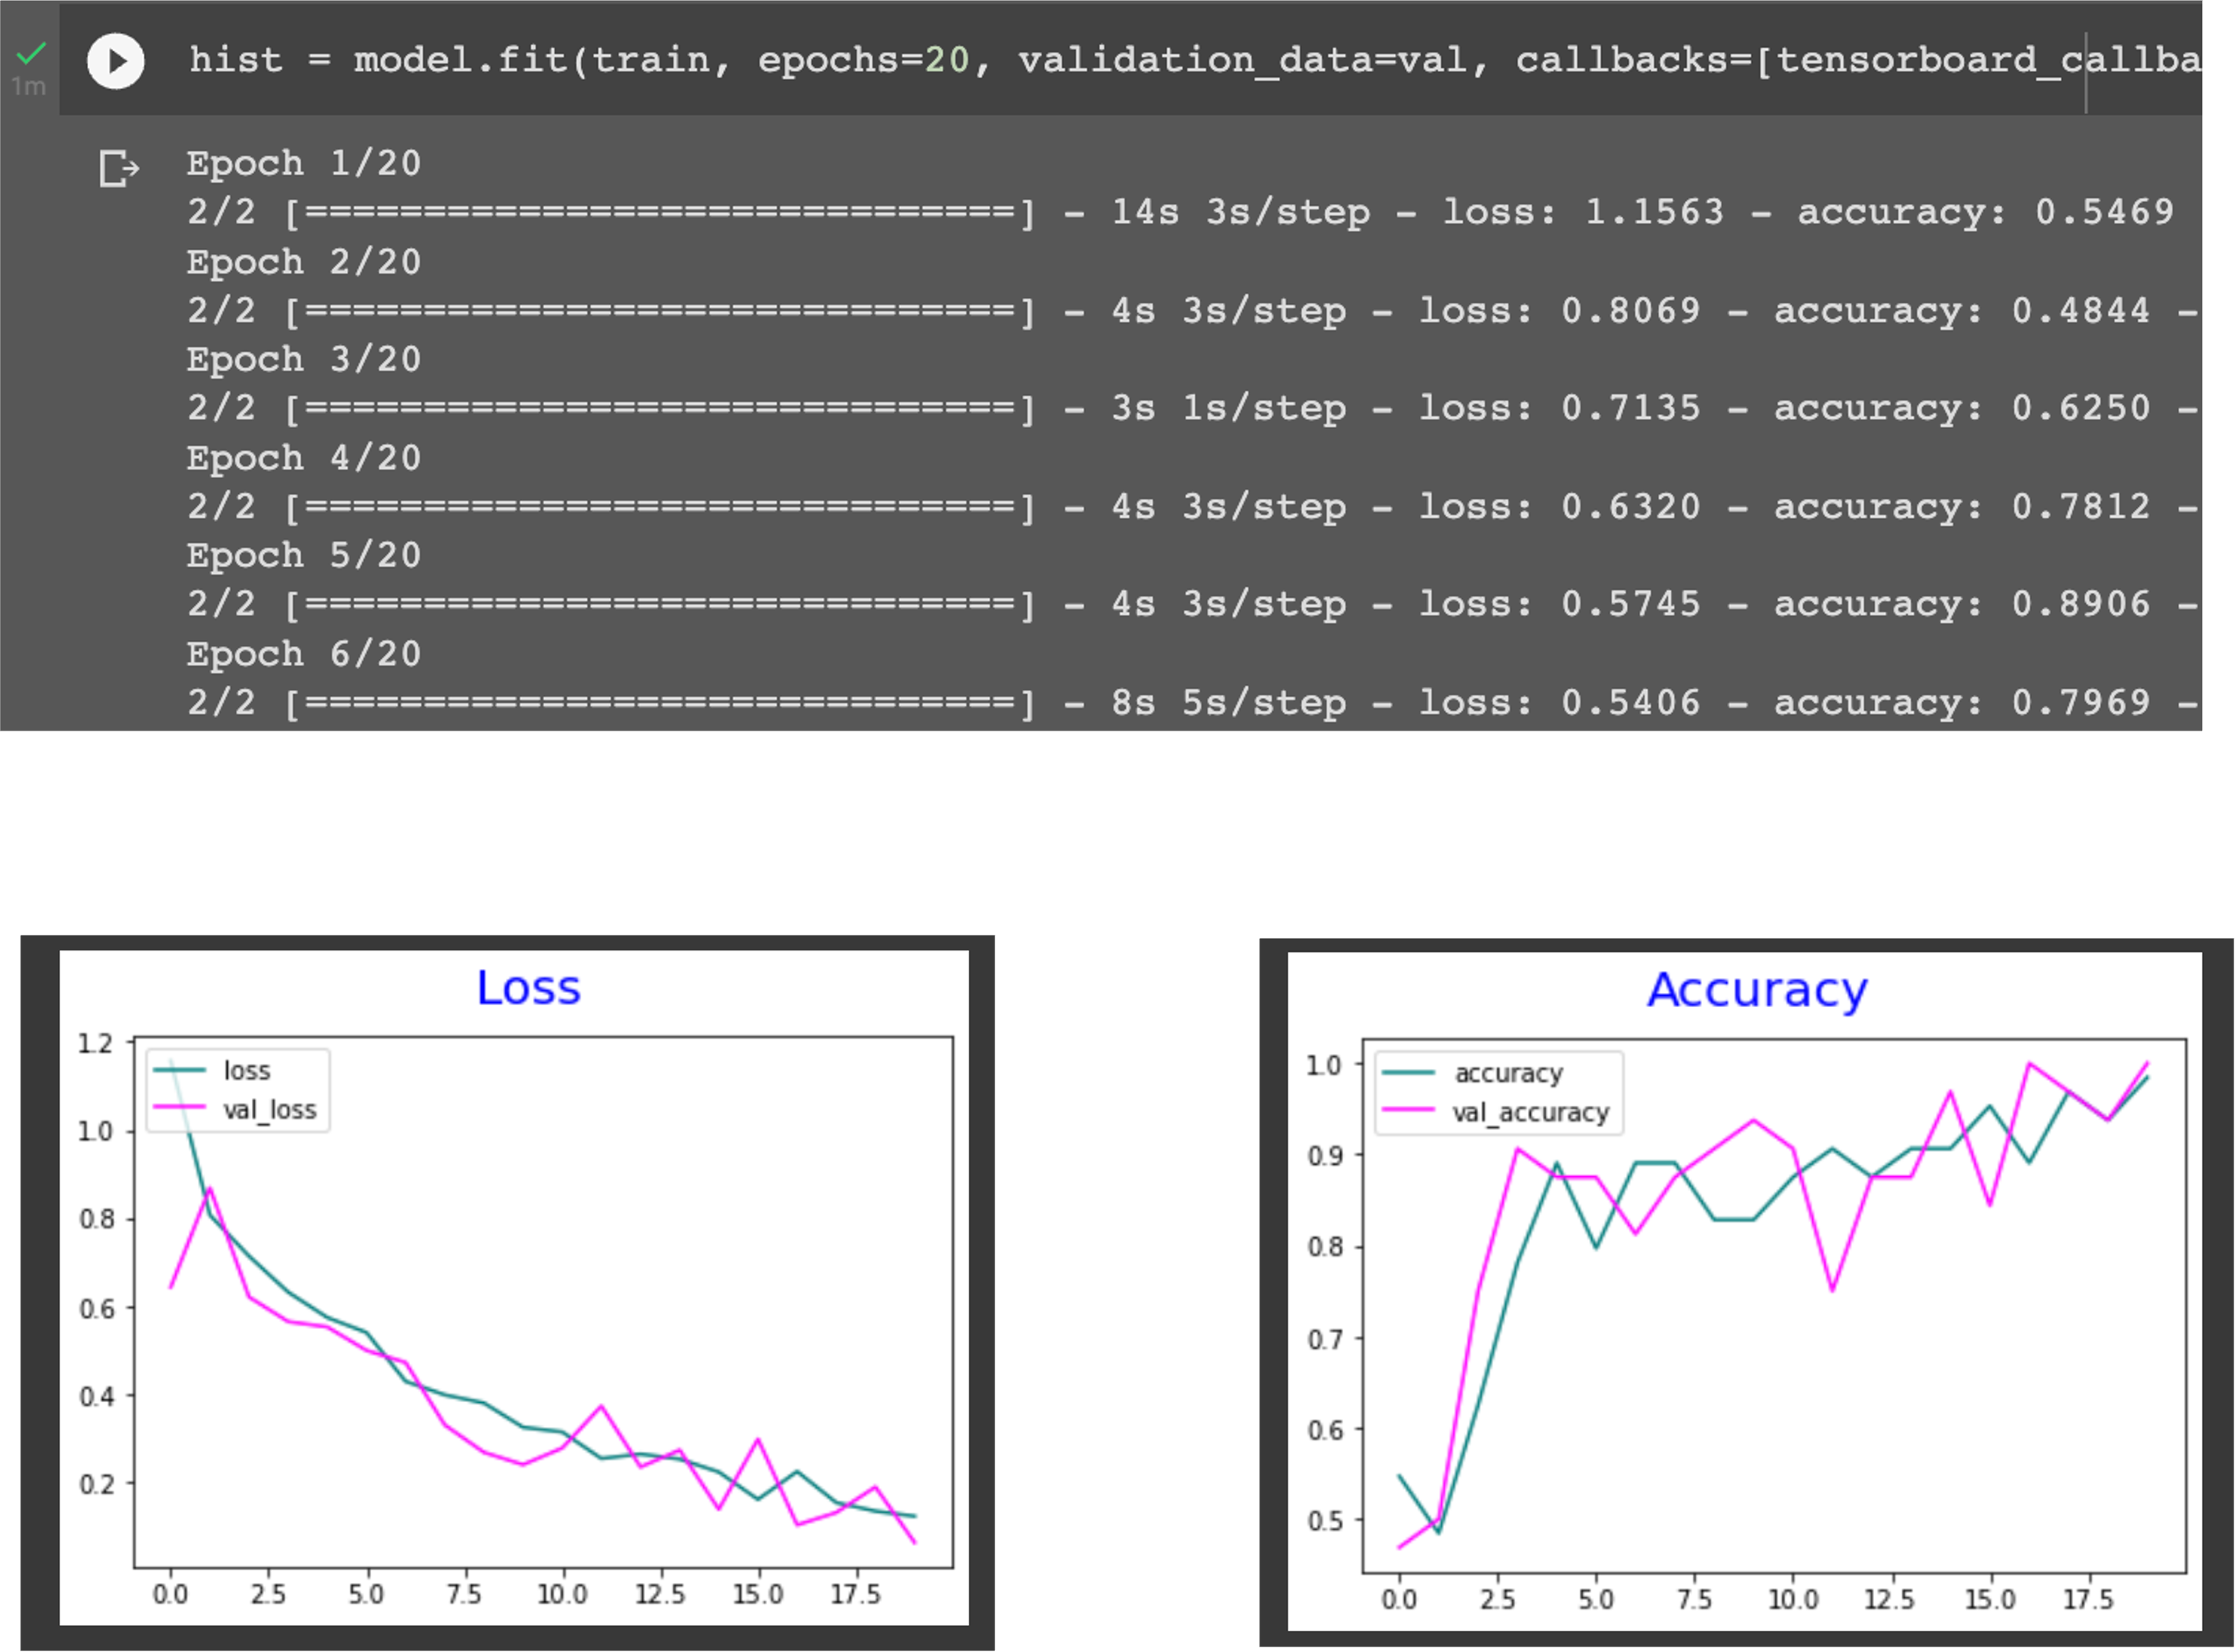 hist = model.fit(train, epochs=20, validation_data=val, callbacks=[tensorboard_callba
1m
Epoch 1/20
2/2 [==============================] - 14s 3s/step - loss: 1.1563 - accuracy: 0.5469
Epoch 2/20
2/2 [==============================] - 4s 3s/step - loss: 0.8069 - accuracy: 0.4844 -
Epoch 3/20
2/2 [==============================] - 3s 1s/step - loss: 0.7135 - accuracy: 0.6250 -
Epoch 4/20
2/2 [==============================] - 4s 3s/step - loss: 0.6320 - accuracy: 0.7812 -
Epoch 5/20
2/2 [==============================] - 4s 3s/step - loss: 0.5745 - accuracy: 0.8906 -
Epoch 6/20
2/2 [==============================] - 8s 5s/step - loss: 0.5406 - accuracy: 0.7969 -
Loss
loss
val_loss
1.2
1.0
0.8
0.6
0.4
0.2
0.0 2.5 5.0 7.5 10.0 12.5 15.0 17.5
Accuracy
accuracy
val_accuracy
1.0
0.9
0.8
0.7
0.6
0.5
0.0 2.5 5.0 7.5 10.0 12.5 15.0 17.5